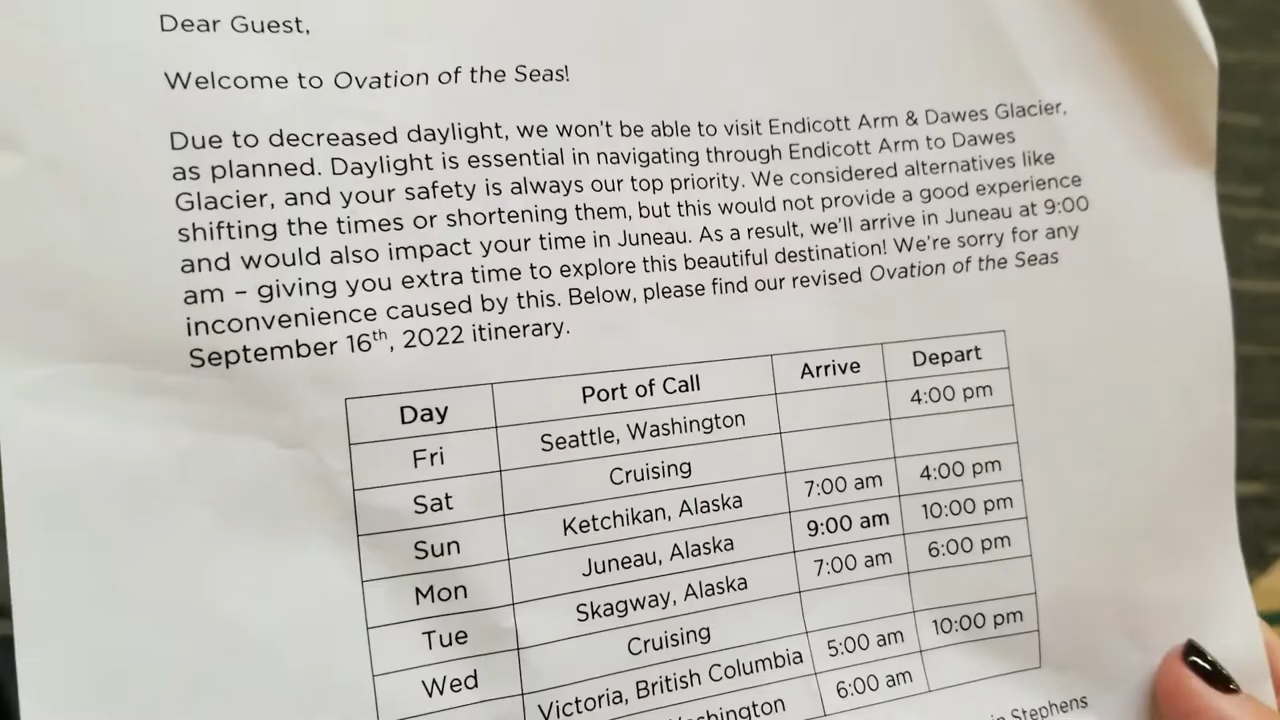 Dear Guest,
Welcome to Ovation of the Seas!
Due to decreased daylight, we won't be able to visit Endicott Arm & Dawes Glacier,
as planned. Daylight is essential in navigating through Endicott Arm to Dawes
Glacier, and your safety is always our top priority. We considered alternatives like
shifting the times or shortening them, but this would not provide a good experience
and would also impact your time in Juneau. As a result, we'll arrive in Juneau at 9:00
am – giving you extra time to explore this beautiful destination! We're sorry for any
inconvenience caused by this. Below, please find our revised Ovation of the Seas
September 16th, 2022 itinerary.
Day Port of Call Arrive Depart
Fri Seattle, Washington 4:00 pm
Sat Cruising
Sun Ketchikan, Alaska 7:00 am 4:00 pm
Mon Juneau, Alaska 9:00 am 10:00 pm
Tue Skagway, Alaska 7:00 am 6:00 pm
Wed Cruising
Victoria, British Columbia 5:00 am 10:00 pm
6:00 am
Stephens